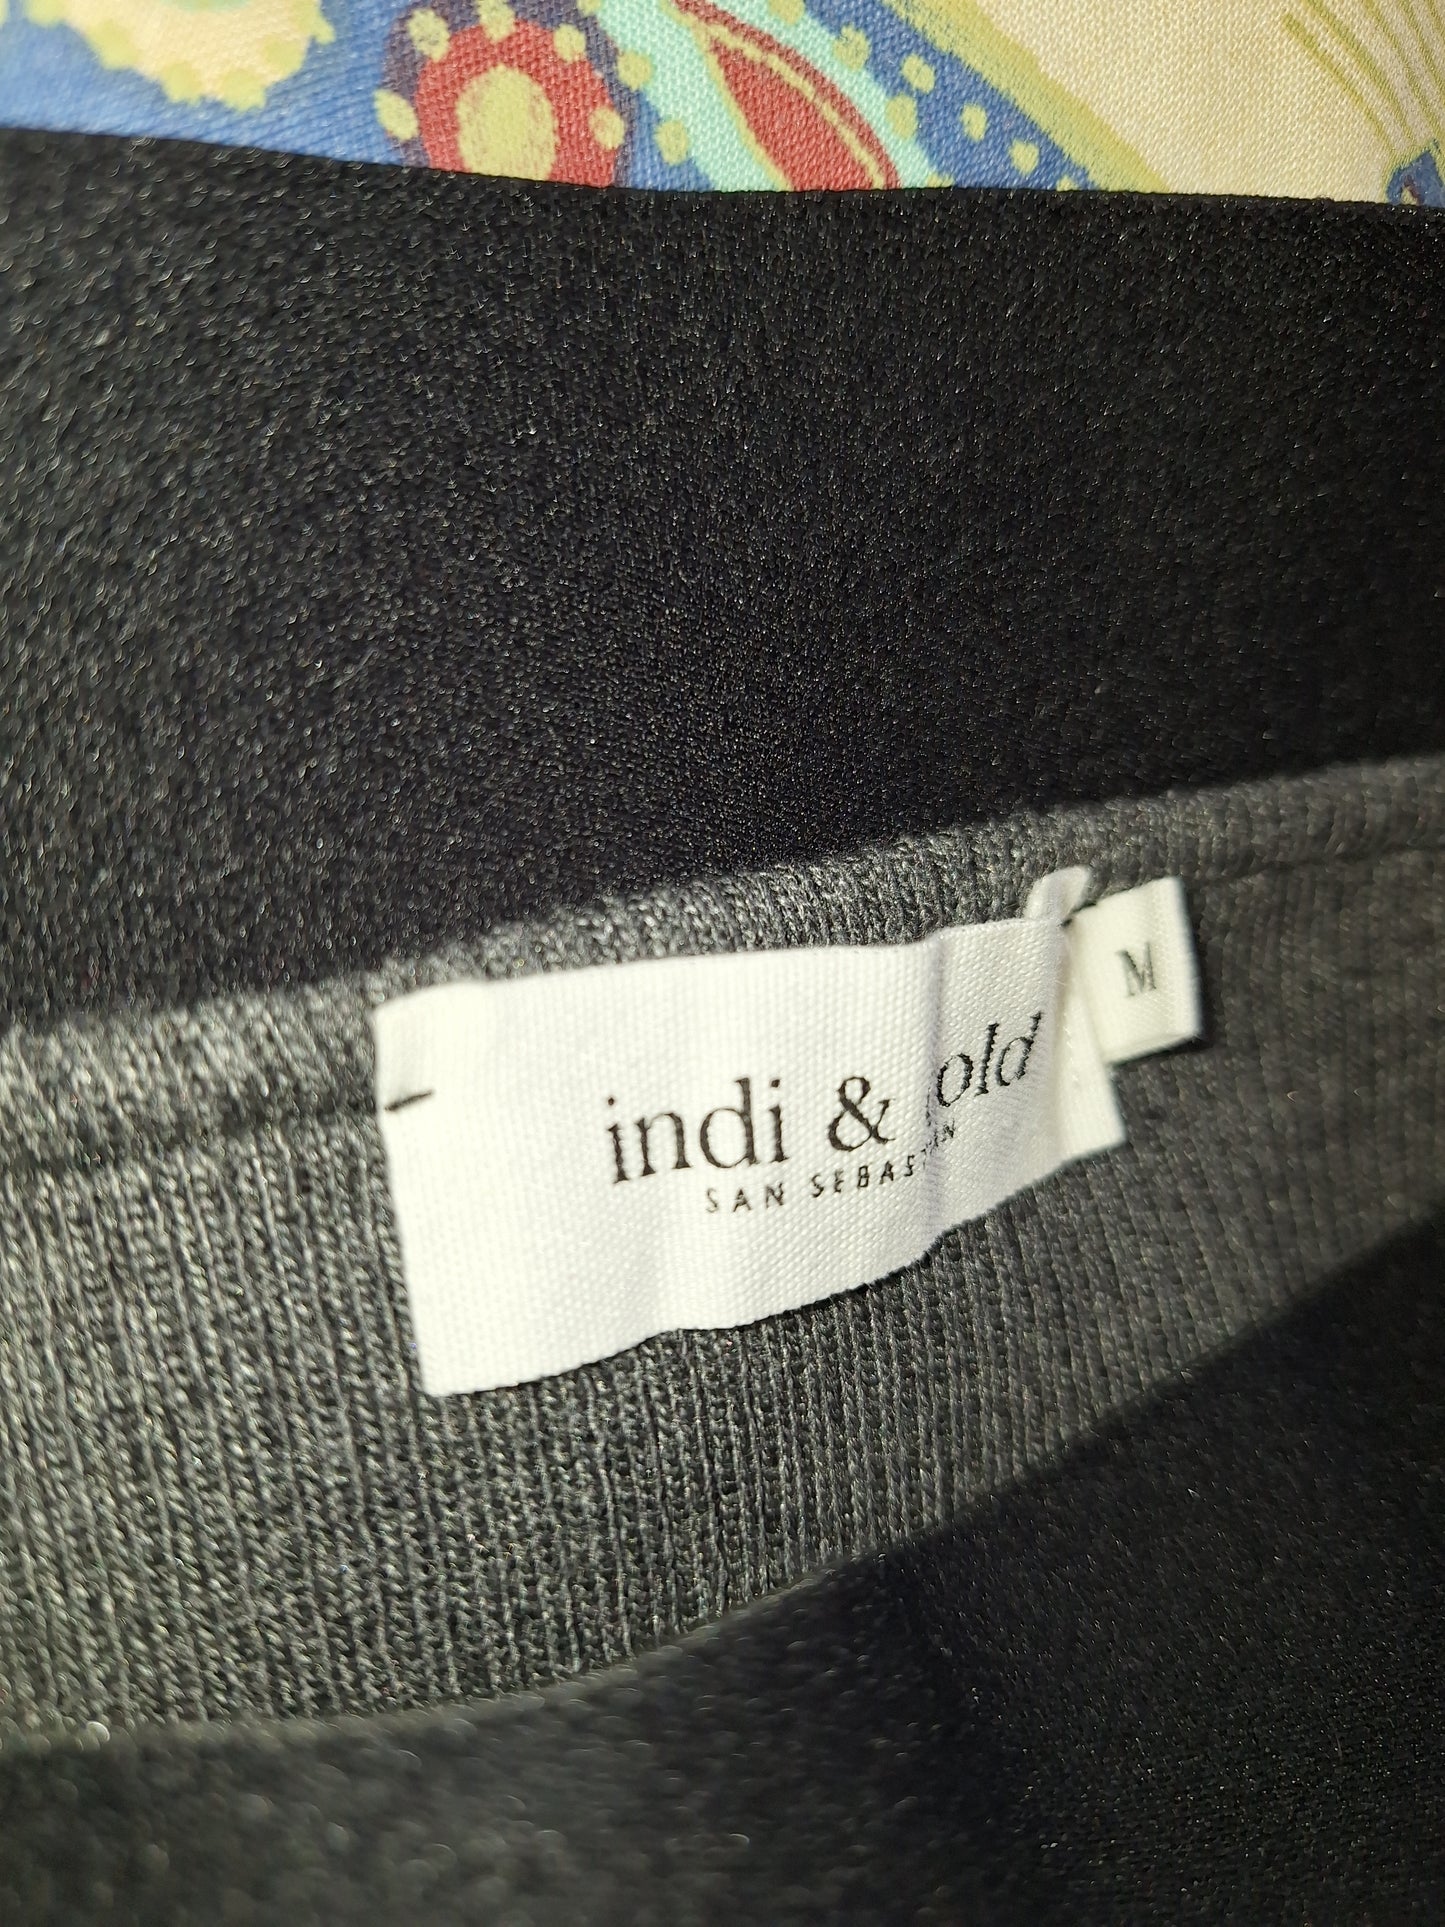 indi & cold
SAN SEBASTIAN
M